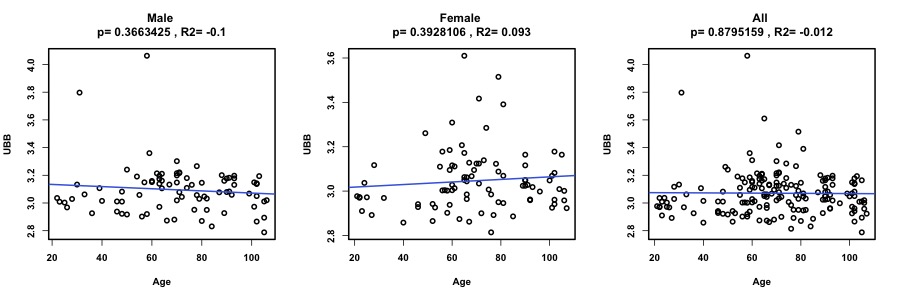 Male
p= 0.3663425 , R2= -0.1
UBB
4.0
3.8
3.6
3.4
3.2
3.0
2.8
20 40 60 80 100
Age
Female
p= 0.3928106 , R2= 0.093
UBB
3.6
3.4
3.2
3.0
2.8
20 40 60 80 100
Age
All
p= 0.8795159 , R2= -0.012
UBB
4.0
3.8
3.6
3.4
3.2
3.0
2.8
20 40 60 80 100
Age